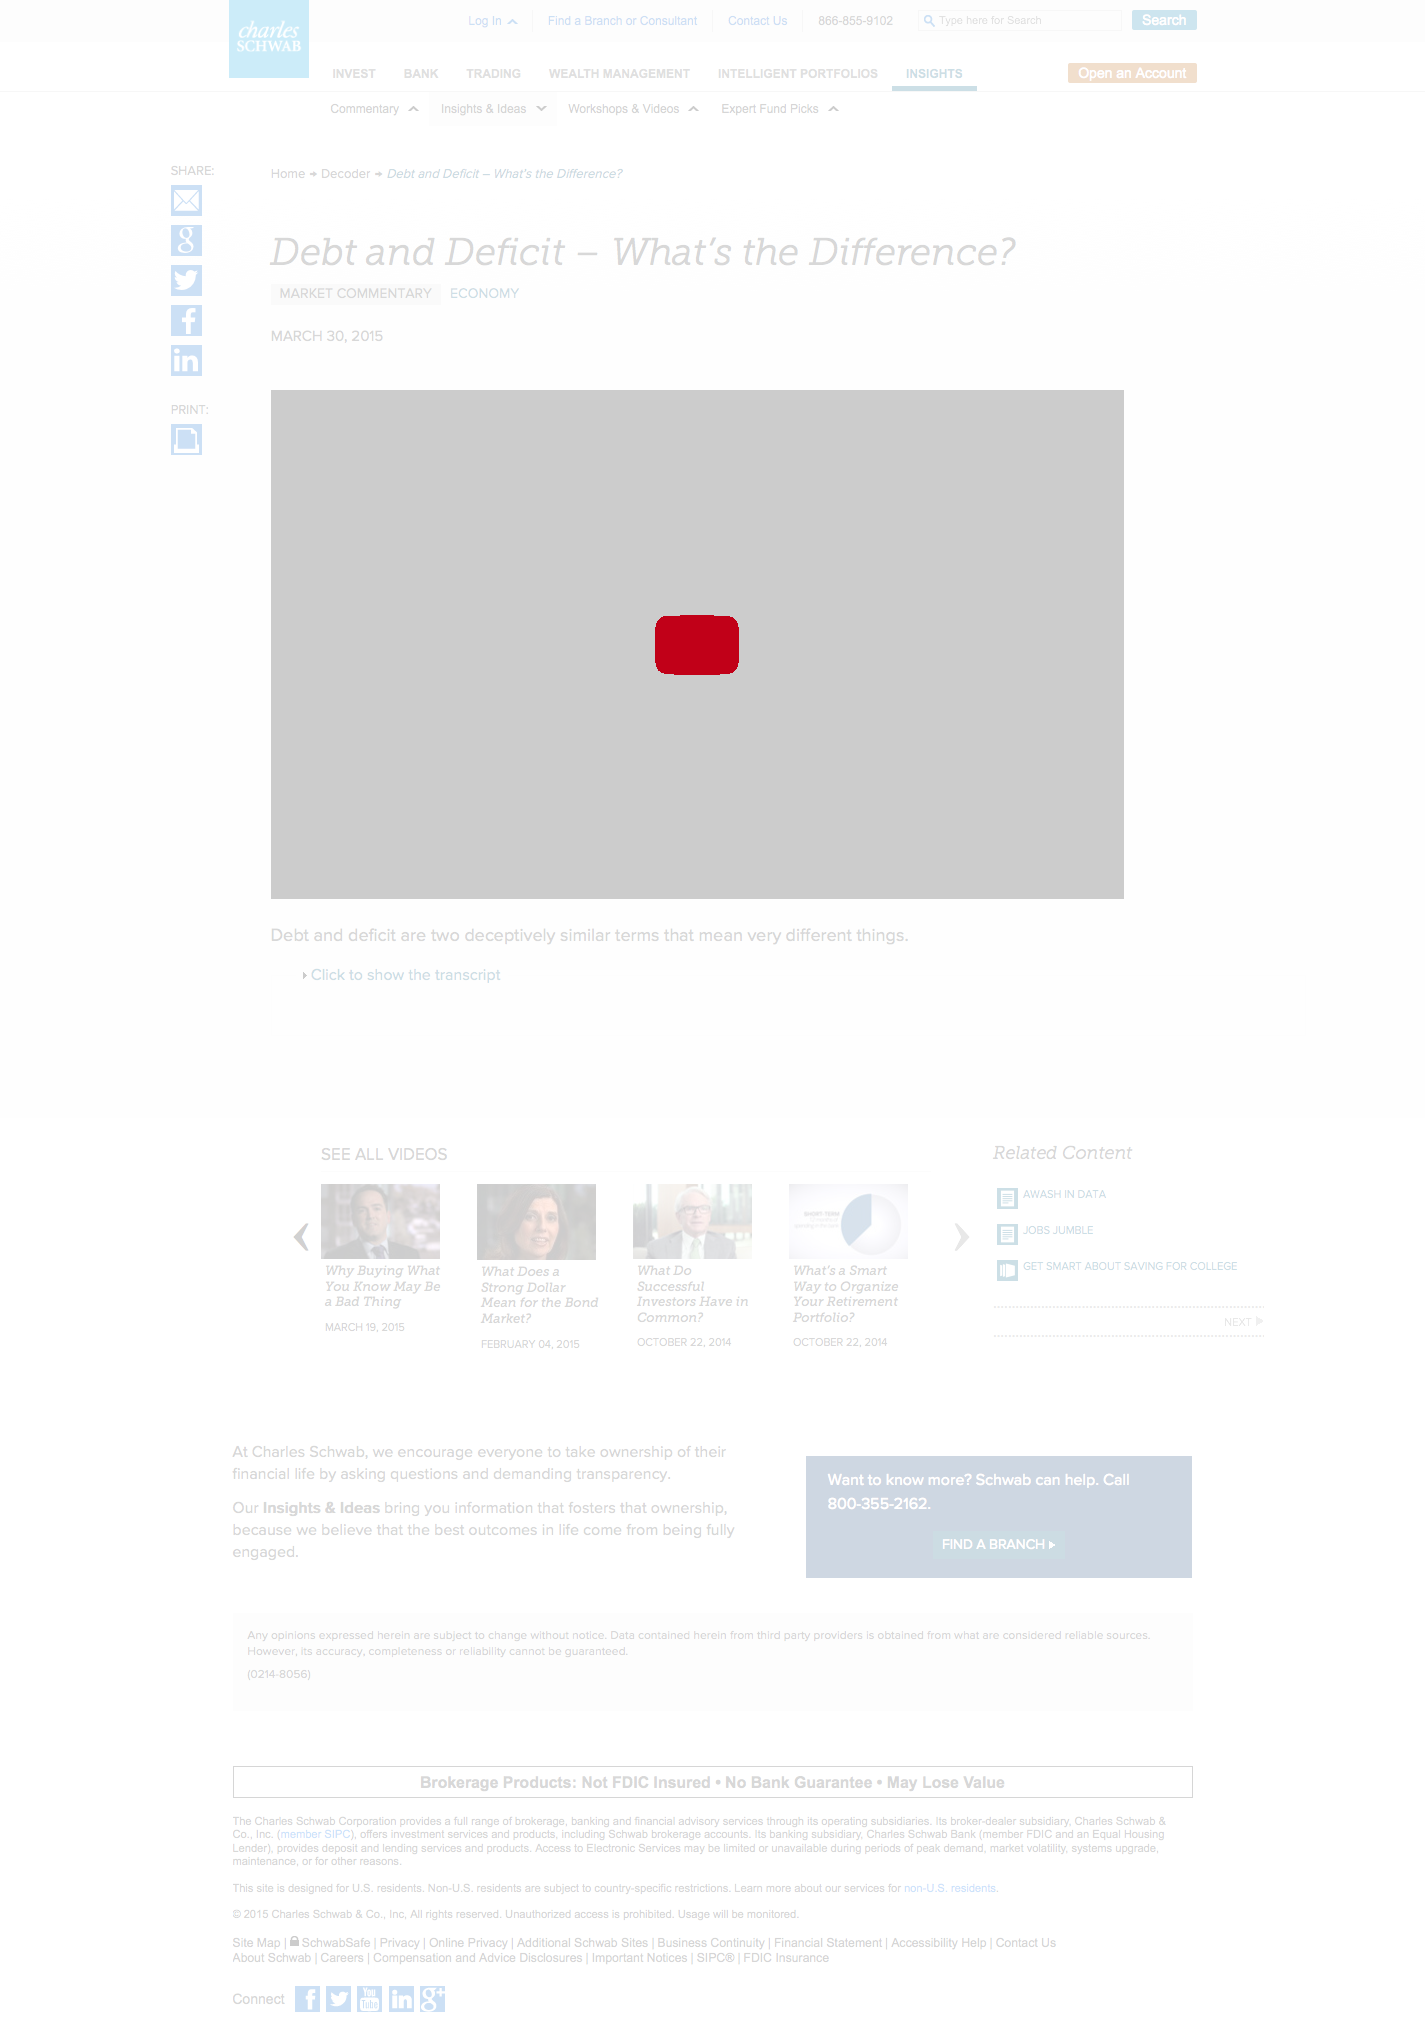 charles
SCHWAB
Log In
Find a Branch or Consultant
Contact Us
866-855-9102
Type here for Search
Search
INVEST
BANK
TRADING
WEALTH MANAGEMENT
INTELLIGENT PORTFOLIOS
INSIGHTS
Open an Account
Commentary
Insights & Ideas
Workshops & Videos
Expert Fund Picks
SHARE:
Home
Decoder
Debt and Deficit – What's the Difference?
Debt and Deficit – What's the Difference?
MARKET COMMENTARY
ECONOMY
MARCH 30, 2015
PRINT:
Debt and deficit are two deceptively similar terms that mean very different things.
Click to show the transcript
SEE ALL VIDEOS
Why Buying What
You Know May Be
a Bad Thing
MARCH 19, 2015
What Does a
Strong Dollar
Mean for the Bond
Market?
FEBRUARY 04, 2015
What Do
Successful
Investors Have in
Common?
OCTOBER 22, 2014
SHORT-TERM
What's a Smart
Way to Organize
Your Retirement
Portfolio?
OCTOBER 22, 2014
Related Content
AWASH IN DATA
JOBS JUMBLE
GET SMART ABOUT SAVING FOR COLLEGE
NEXT
At Charles Schwab, we encourage everyone to take ownership of their
financial life by asking questions and demanding transparency.
Our Insights & Ideas bring you information that fosters that ownership,
because we believe that the best outcomes in life come from being fully
engaged.
Want to know more? Schwab can help. Call
800-355-2162.
FIND A BRANCH
Any opinions expressed herein are subject to change without notice. Data contained herein from third party providers is obtained from what are considered reliable sources.
However, its accuracy, completeness or reliability cannot be guaranteed.
(0214-8056)
Brokerage Products: Not FDIC Insured • No Bank Guarantee • May Lose Value
The Charles Schwab Corporation provides a full range of brokerage, banking and financial advisory services through its operating subsidiaries. Its broker-dealer subsidiary, Charles Schwab &
Co., Inc. (member SIPC), offers investment services and products, including Schwab brokerage accounts. Its banking subsidiary, Charles Schwab Bank (member FDIC and an Equal Housing
Lender), provides deposit and lending services and products. Access to Electronic Services may be limited or unavailable during periods of peak demand, market volatility, systems upgrade,
maintenance, or for other reasons.
This site is designed for U.S. residents. Non-U.S. residents are subject to country-specific restrictions. Learn more about our services for non-U.S. residents.
© 2015 Charles Schwab & Co., Inc, All rights reserved. Unauthorized access is prohibited. Usage will be monitored.
Site Map | SchwabSafe | Privacy | Online Privacy | Additional Schwab Sites | Business Continuity | Financial Statement | Accessibility Help | Contact Us
About Schwab | Careers | Compensation and Advice Disclosures | Important Notices | SIPC® | FDIC Insurance
Connect
You
Tube
in
g+